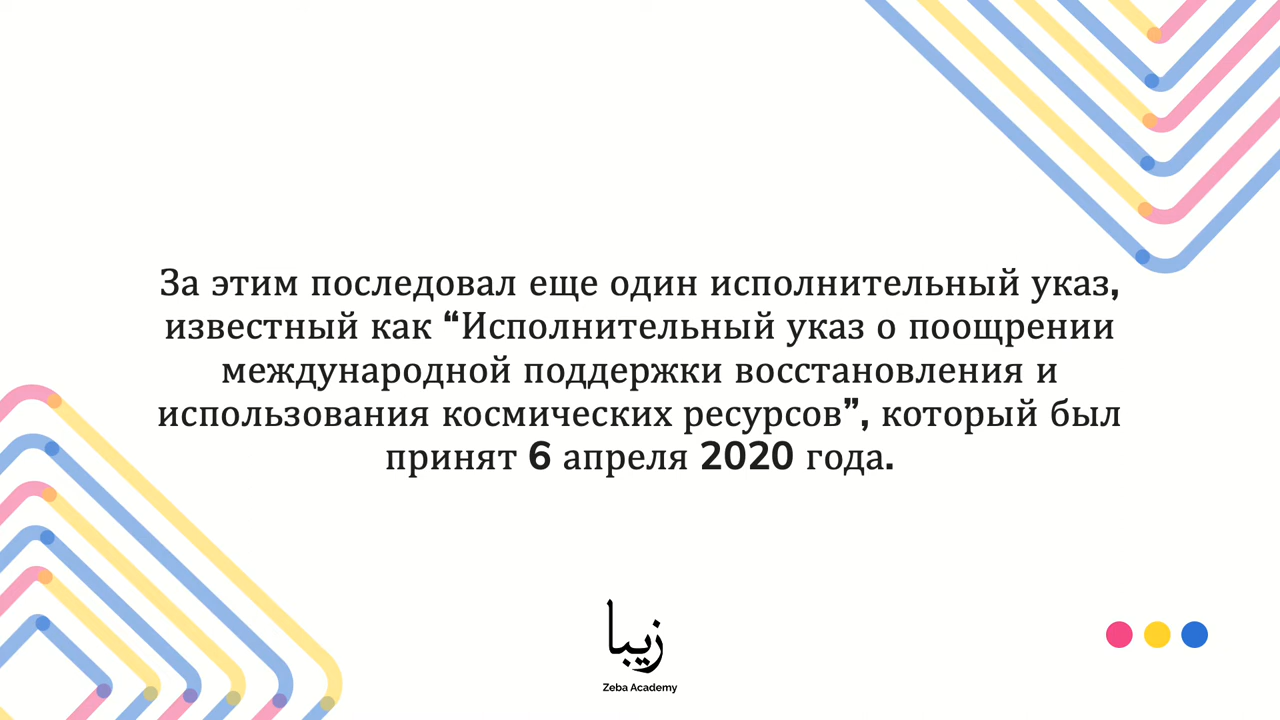 За этим последовал еще один исполнительный указ,
известный как “Исполнительный указ о поощрении
международной поддержки восстановления и
использования космических ресурсов”, который был
принят 6 апреля 2020 года.
زيبا
Zeba Academy